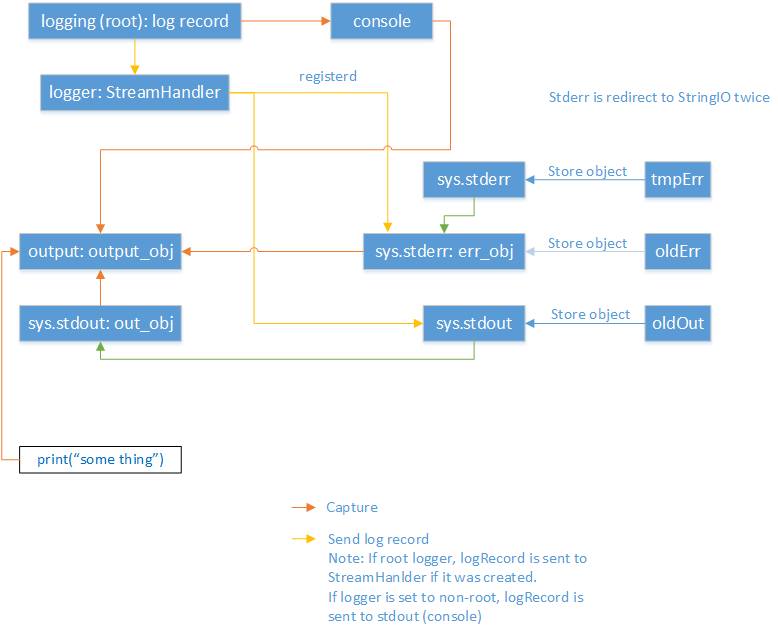 logging (root): log record
console
logger: StreamHandler
registerd
Stderr is redirect to StringIO twice
sys.stderr
Store object
tmpErr
output: output_obj
sys.stderr: err_obj
Store object
oldErr
sys.stdout: out_obj
sys.stdout
Store object
oldOut
print(“some thing”)
Capture
Send log record
Note: If root logger, logRecord is sent to
StreamHanlder if it was created.
If logger is set to non-root, logRecord is
sent to stdout (console)